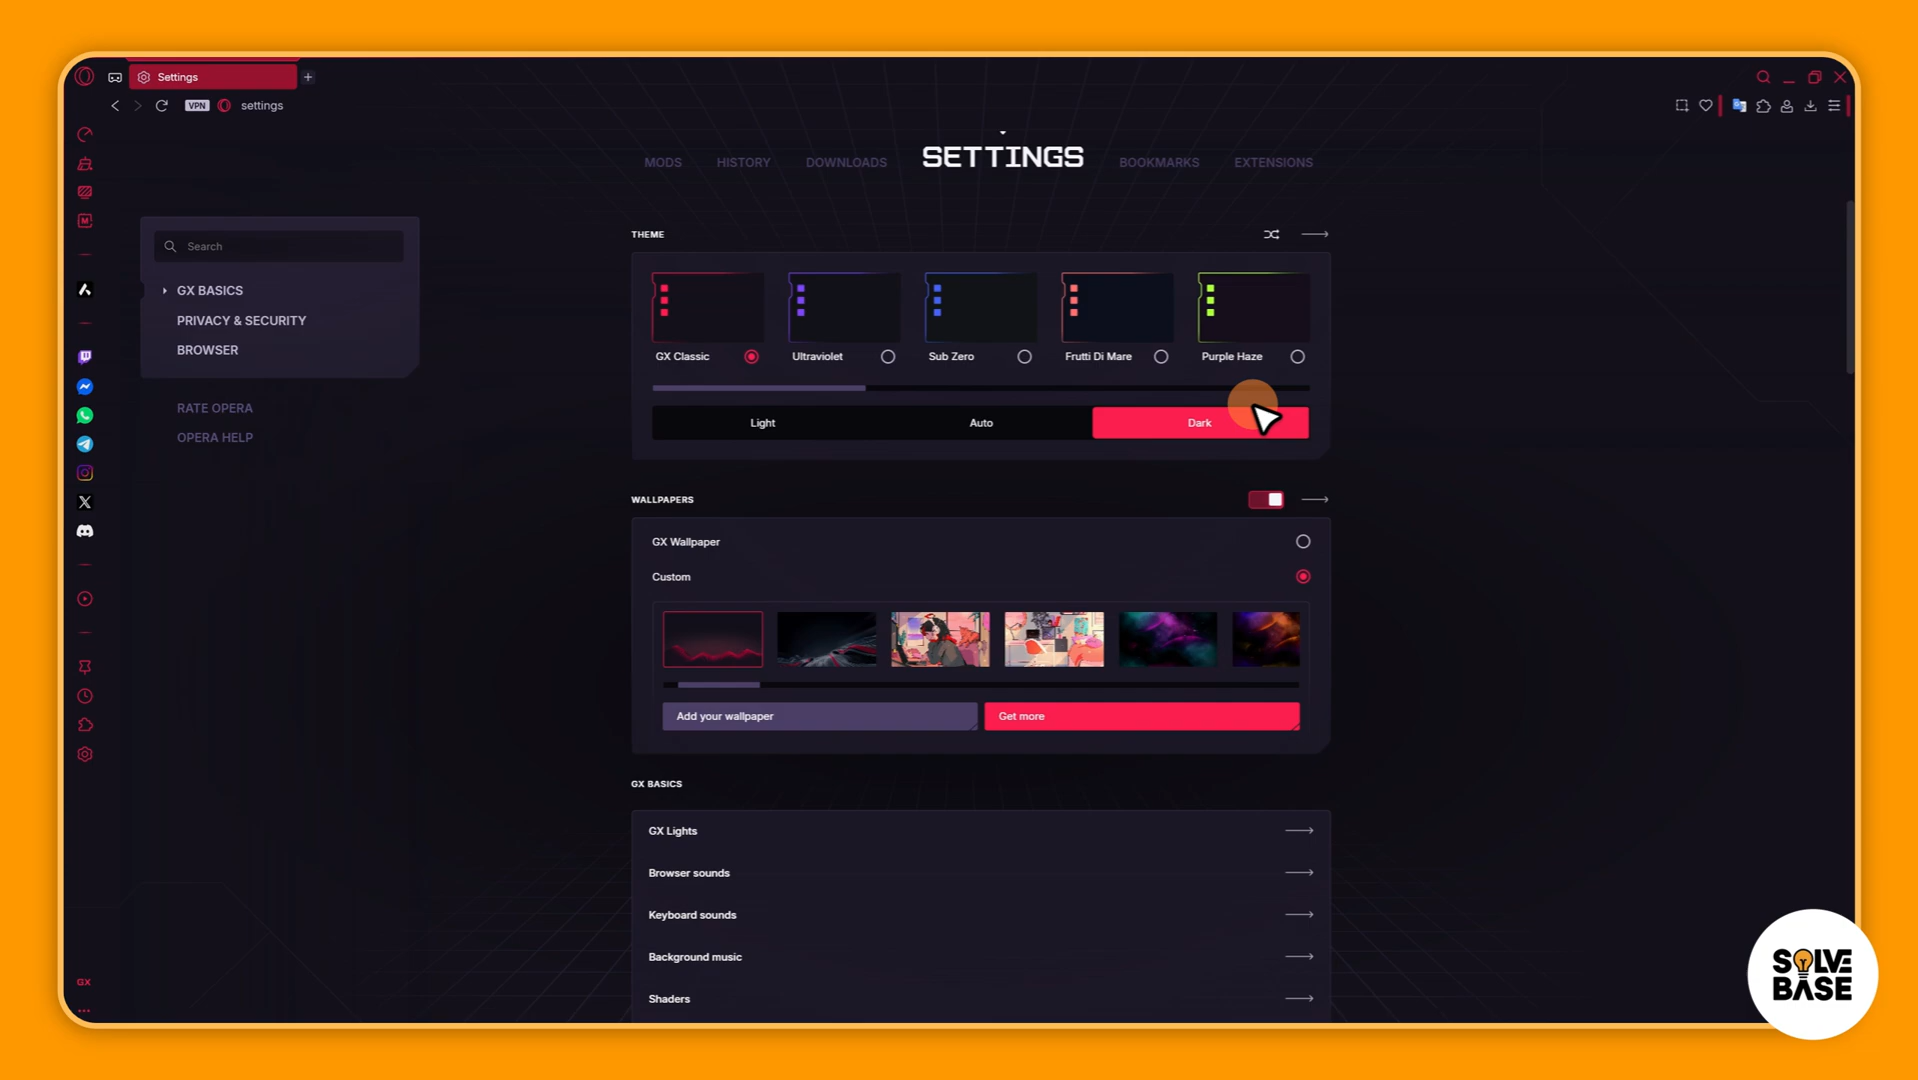 Settings
VPN settings
MODS HISTORY DOWNLOADS SETTINGS BOOKMARKS EXTENSIONS
M
Search
GX BASICS
PRIVACY & SECURITY
BROWSER
RATE OPERA
OPERA HELP
THEME
GX Classic Ultraviolet Sub Zero Frutti Di Mare Purple Haze
Light Auto Dark
WALLPAPERS
GX Wallpaper
Custom
Add your wallpaper Get more
GX BASICS
GX Lights
Browser sounds
Keyboard sounds
Background music
Shaders
GX
SOLVE
BASE